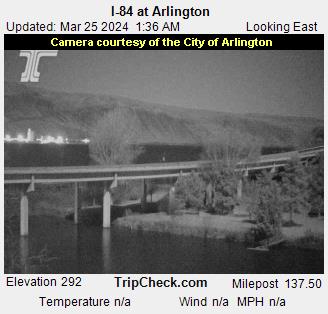 I-84 at Arlington
Updated: Mar 25 2024 1:36 AM Looking East
Camera courtesy of the City of Arlington
Elevation 292 TripCheck.com Milepost 137.50
Temperature n/a Wind n/a MPH n/a